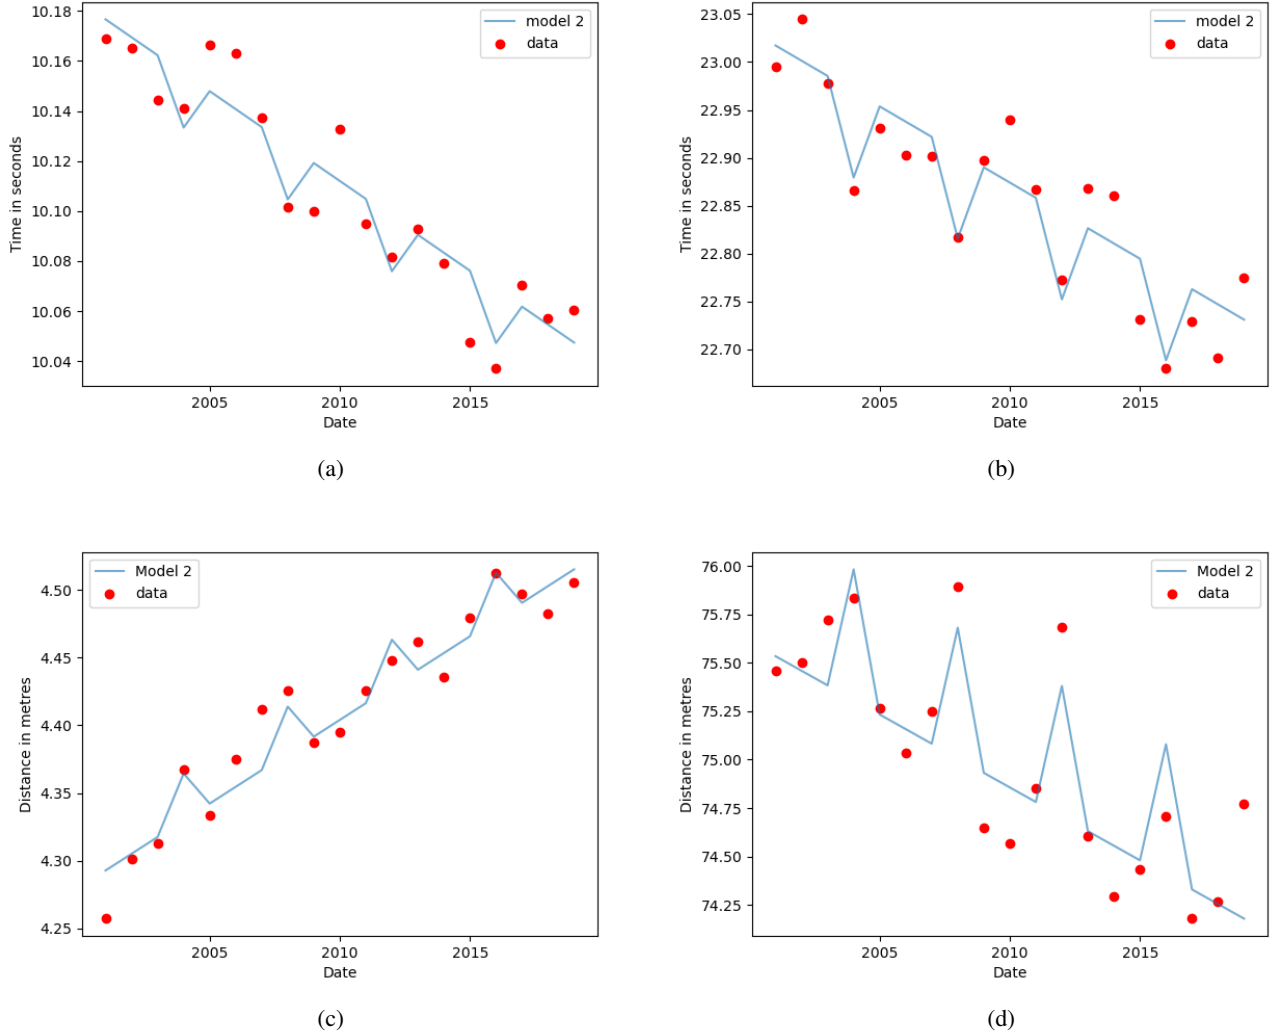 10.18
10.16
10.14
10.12
10.10
10.08
10.06
10.04
Time in seconds
2005 2010 2015
Date
model 2
data
(a)
23.05
23.00
22.95
22.90
22.85
22.80
22.75
22.70
Time in seconds
2005 2010 2015
Date
model 2
data
(b)
4.50
4.45
4.40
4.35
4.30
4.25
Distance in metres
2005 2010 2015
Date
Model 2
data
(c)
76.00
75.75
75.50
75.25
75.00
74.75
74.50
74.25
Distance in metres
2005 2010 2015
Date
Model 2
data
(d)